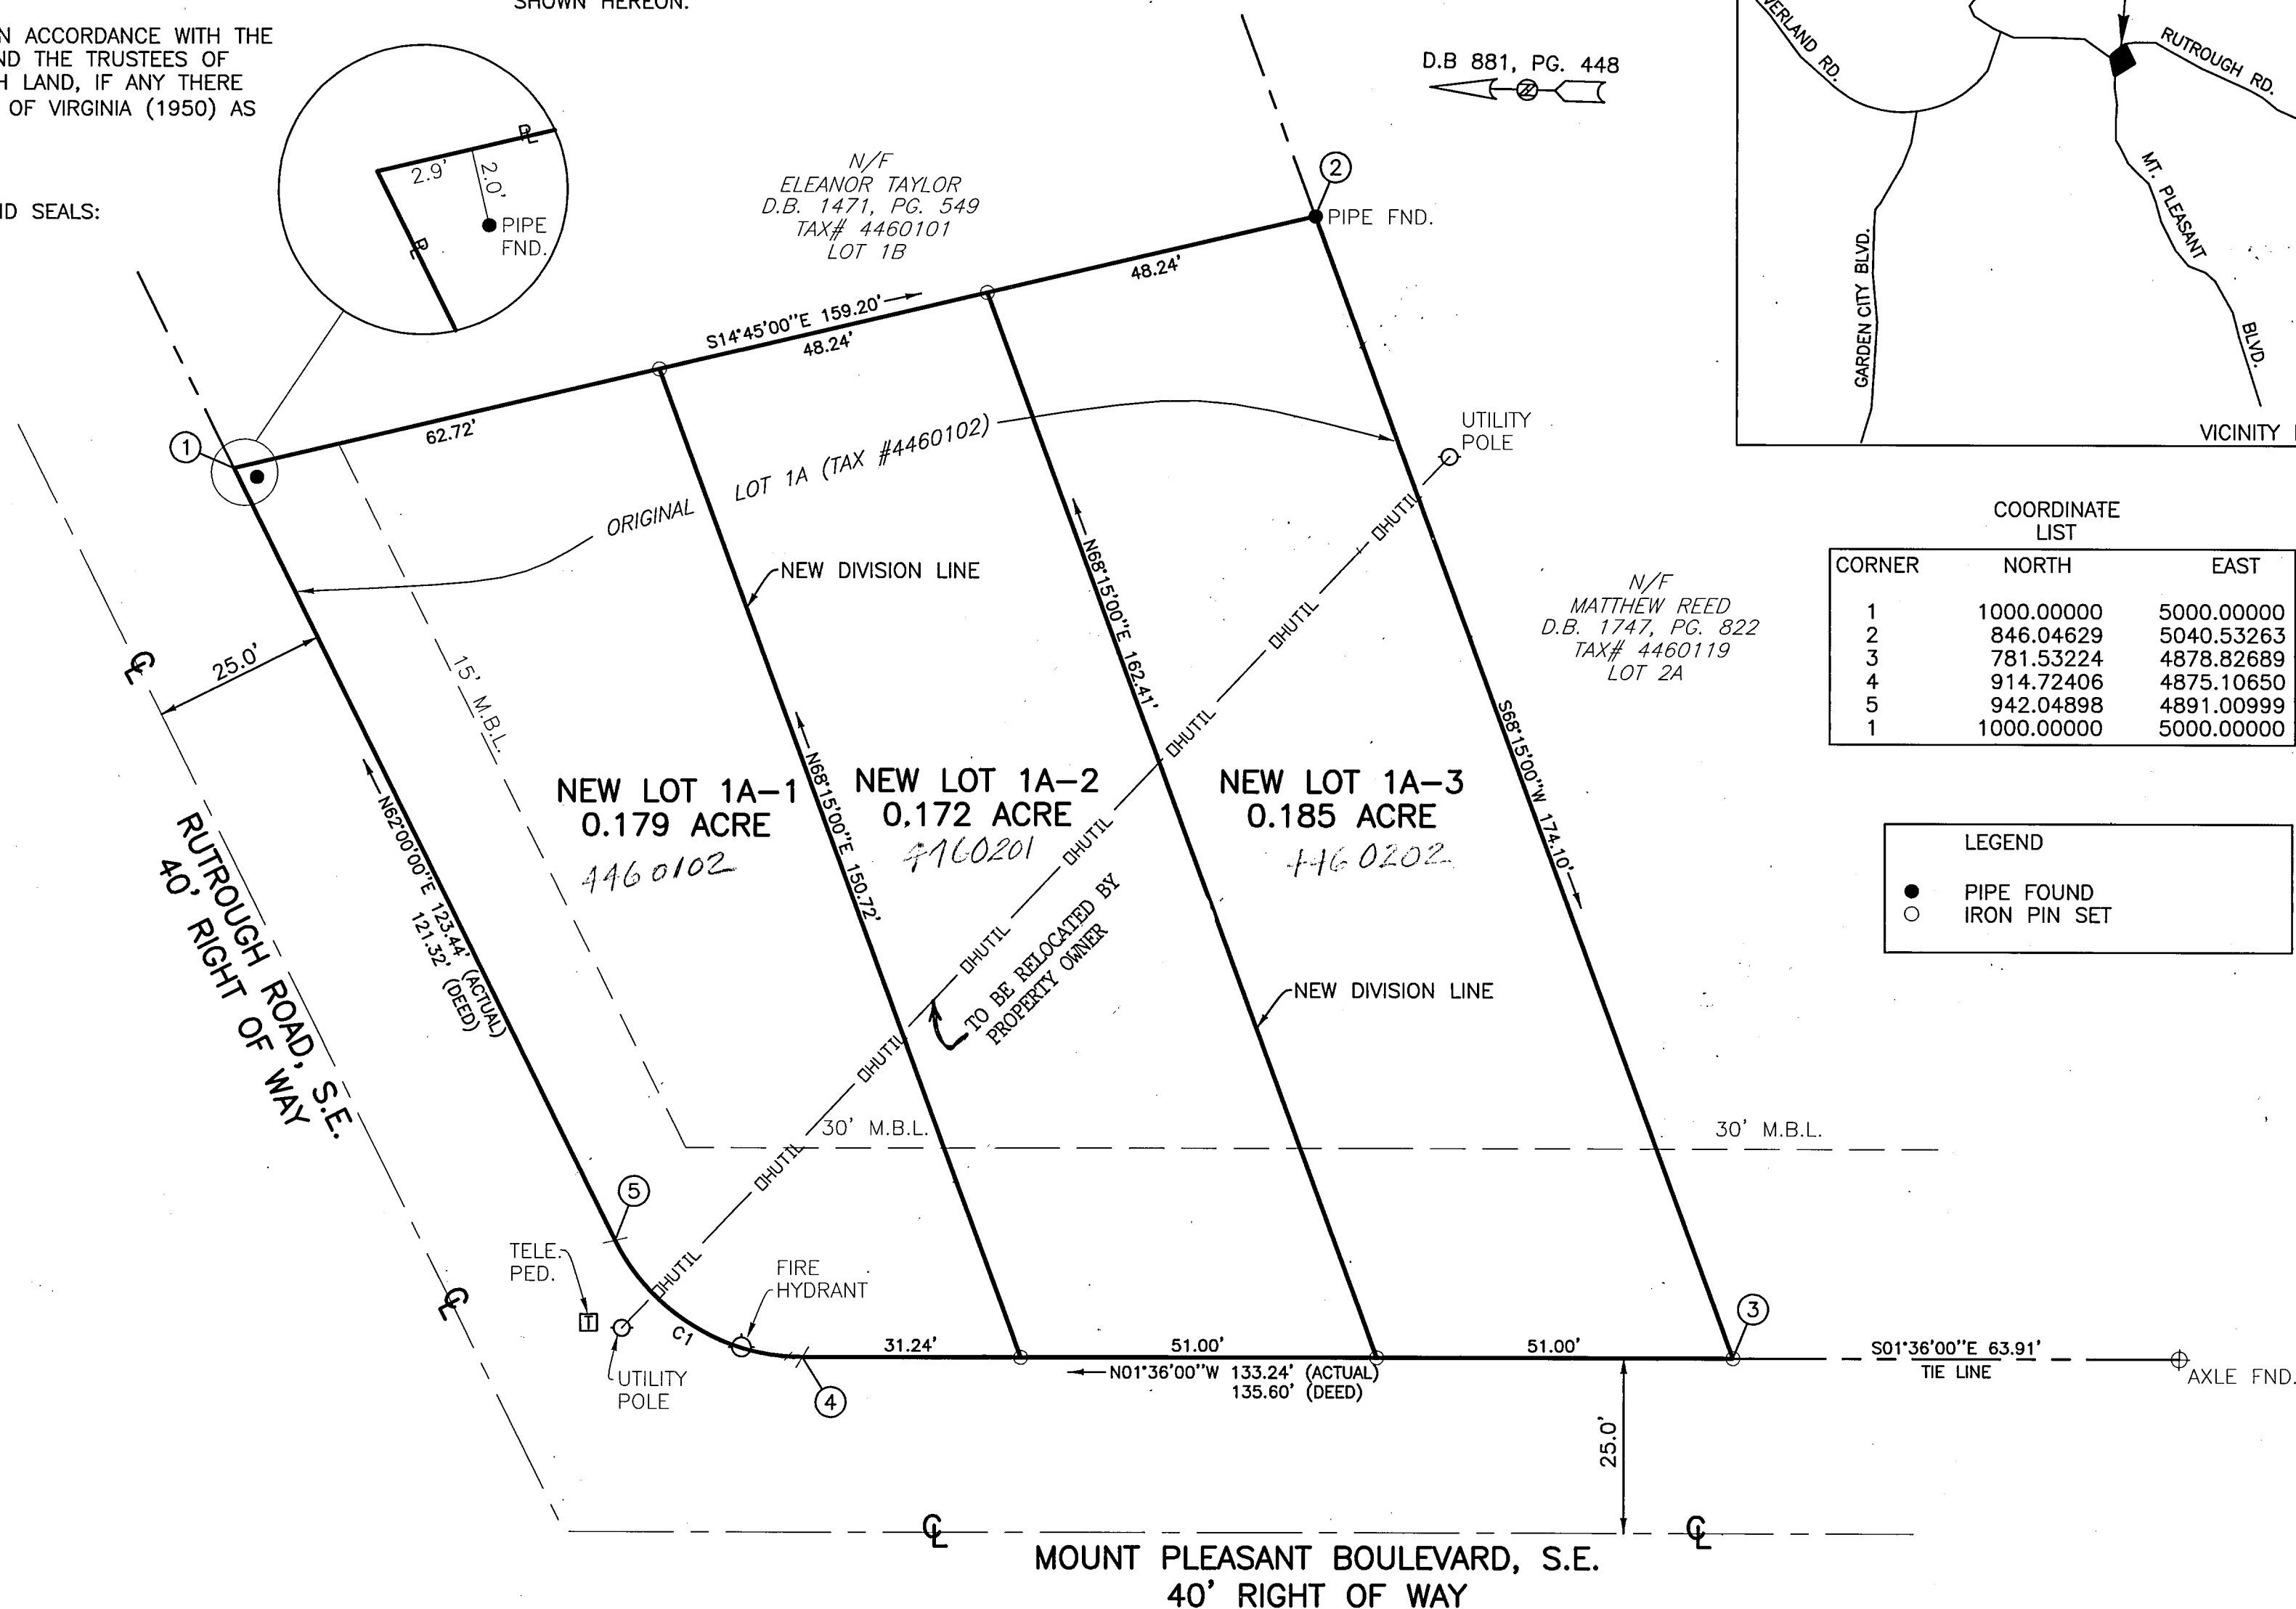 SHOWN HEREON.
N ACCORDANCE WITH THE
ND THE TRUSTEES OF
H LAND, IF ANY THERE
OF VIRGINIA (1950) AS
ND SEALS:
2.9'
2.0'
PIPE
FND.
N/F
ELEANOR TAYLOR
D.B. 1471, PG. 549
TAX# 4460101
LOT 1B
D.B 881, PG. 448
2
PIPE FND.
RUTROUGH RD.
MT. PLEASANT
BLVD.
GARDEN CITY BLVD.
VICINITY
48.24'
S14°45'00"E 159.20'
48.24'
62.72'
1
ORIGINAL LOT 1A (TAX #4460102)
UTILITY
POLE
COORDINATE
LIST
CORNER NORTH EAST
1 1000.00000 5000.00000
2 846.04629 5040.53263
3 781.53224 4878.82689
4 914.72406 4875.10650
5 942.04898 4891.00999
1 1000.00000 5000.00000
NEW DIVISION LINE
N/F
MATTHEW REED
D.B. 1747, PG. 822
TAX# 4460119
LOT 2A
25.0'
15' M.B.L.
N68°15'00"E 162.41'
S68°15'00"W 174.10'
N68°15'00"E 150.72'
NEW LOT 1A-1
0.179 ACRE
4460102
NEW LOT 1A-2
0.172 ACRE
4460201
NEW LOT 1A-3
0.185 ACRE
4460202
LEGEND
PIPE FOUND
IRON PIN SET
RUTROUGH ROAD, S.E.
40' RIGHT OF WAY
N62°00'00"E 123.44' (ACTUAL)
121.32' (DEED)
OHUTIL
OHUTIL
OHUTIL
OHUTIL
OHUTIL
OHUTIL
OHUTIL
OHUTIL
TO BE RELOCATED BY
PROPERTY OWNER
NEW DIVISION LINE
30' M.B.L.
30' M.B.L.
5
TELE.
PED.
T
FIRE
HYDRANT
C1
UTILITY
POLE
4
31.24'
51.00'
51.00'
3
N01°36'00"W 133.24' (ACTUAL)
135.60' (DEED)
S01°36'00"E 63.91'
TIE LINE
AXLE FND.
25.0'
MOUNT PLEASANT BOULEVARD, S.E.
40' RIGHT OF WAY